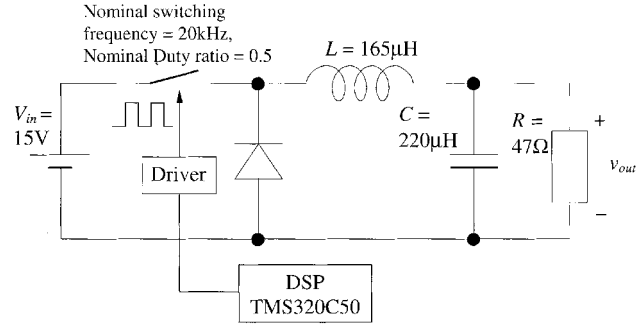 Nominal switching
frequency = 20kHz,
Nominal Duty ratio = 0.5
L = 165μH
V_in =
15V
C =
220μH
R =
47Ω
+
v_out
−
Driver
DSP
TMS320C50